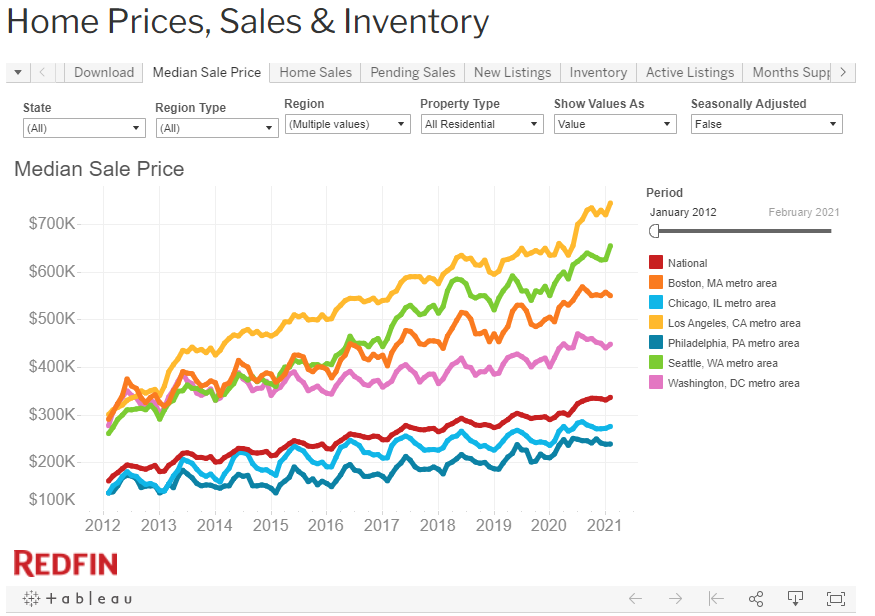 Home Prices, Sales & Inventory
Download Median Sale Price Home Sales Pending Sales New Listings Inventory Active Listings Months Supp
State Region Type Region Property Type Show Values As Seasonally Adjusted
(All) (All) (Multiple values) All Residential Value False
Median Sale Price
Period
January 2012 February 2021
$700K
$600K
$500K
$400K
$300K
$200K
$100K
National
Boston, MA metro area
Chicago, IL metro area
Los Angeles, CA metro area
Philadelphia, PA metro area
Seattle, WA metro area
Washington, DC metro area
2012 2013 2014 2015 2016 2017 2018 2019 2020 2021
REDFIN
+ a b | e a u